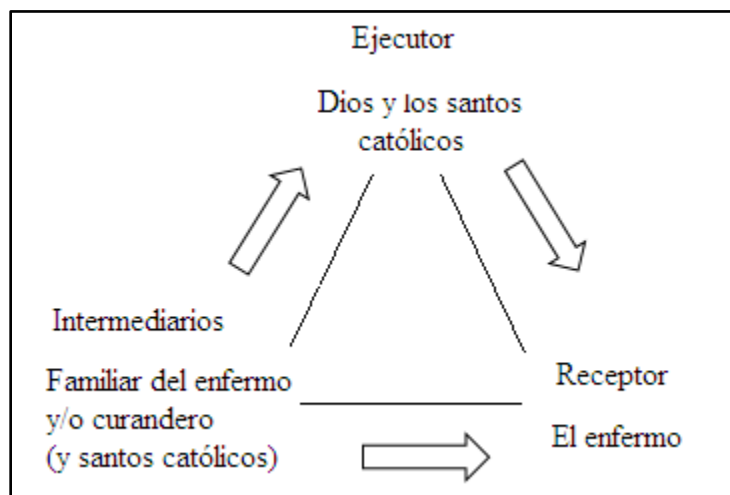 Ejecutor
Dios y los santos
católicos
Intermediarios
Familiar del enfermo
y/o curandero
(y santos católicos)
Receptor
El enfermo